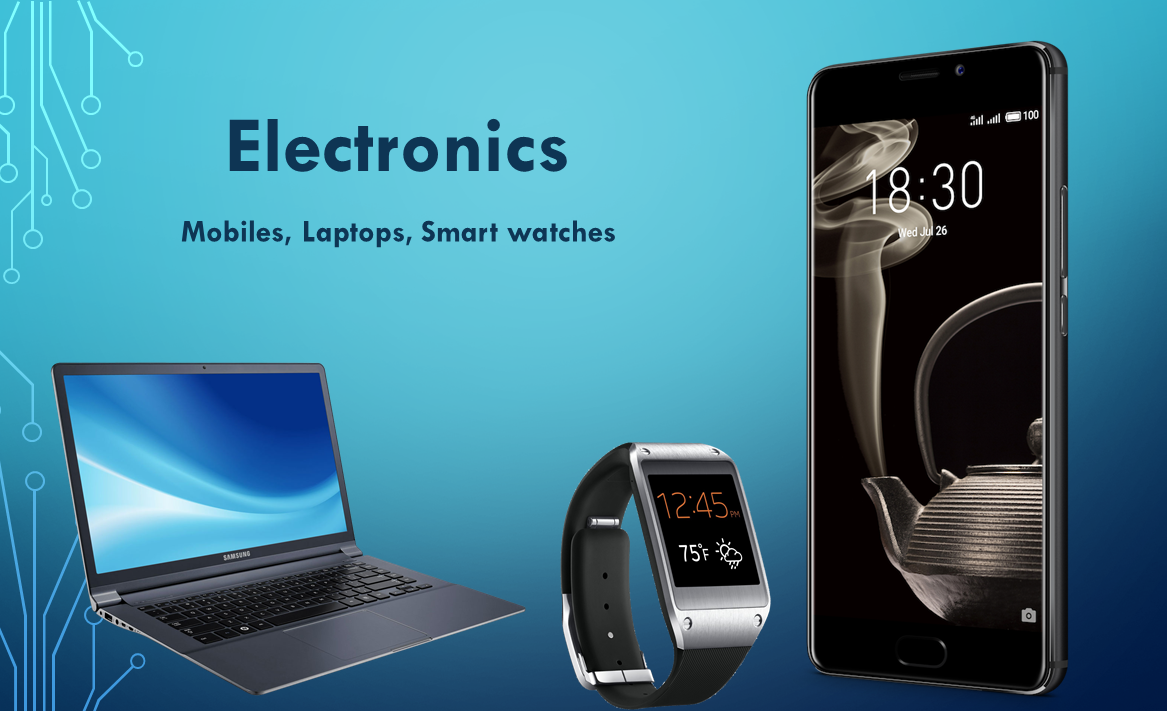 Electronics
Mobiles, Laptops, Smart watches
100
18:30
Wed Jul 26
SAMSUNG
12:45 PM
75°F